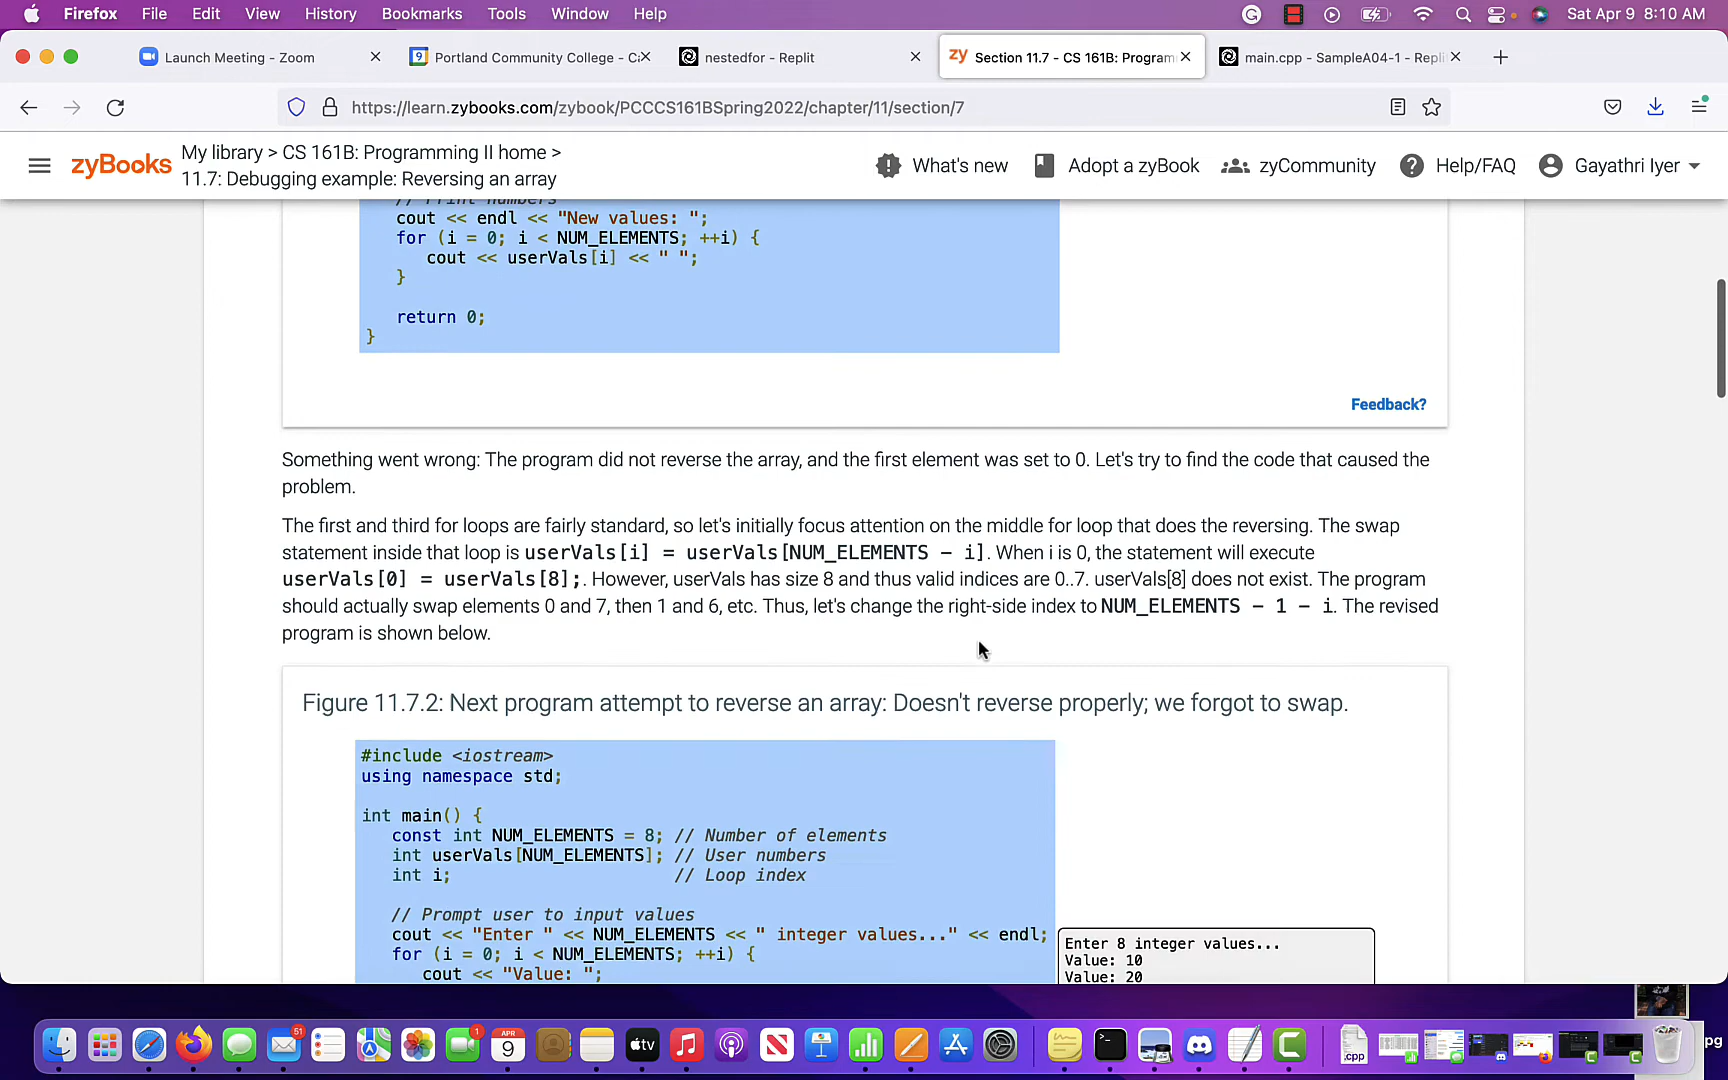 Firefox File Edit View History Bookmarks Tools Window Help Sat Apr 9 8:10 AM
Launch Meeting - Zoom
9 Portland Community College - Ca
nestedfor - Replit
zy Section 11.7 - CS 161B: Program
main.cpp - SampleA04-1 - Repli
https://learn.zybooks.com/zybook/PCCCS161BSpring2022/chapter/11/section/7
zyBooks
My library > CS 161B: Programming II home >
11.7: Debugging example: Reversing an array
What's new
Adopt a zyBook
zyCommunity
? Help/FAQ
Gayathri Iyer
// Print numbers
cout << endl << "New values: ";
for (i = 0; i < NUM_ELEMENTS; ++i) {
cout << userVals[i] << " ";
}
return 0;
}
Feedback?
Something went wrong: The program did not reverse the array, and the first element was set to 0. Let's try to find the code that caused the
problem.
The first and third for loops are fairly standard, so let's initially focus attention on the middle for loop that does the reversing. The swap
statement inside that loop is userVals[i] = userVals[NUM_ELEMENTS - i]. When i is 0, the statement will execute
userVals[0] = userVals[8];. However, userVals has size 8 and thus valid indices are 0..7. userVals[8] does not exist. The program
should actually swap elements 0 and 7, then 1 and 6, etc. Thus, let's change the right-side index to NUM_ELEMENTS - 1 - i. The revised
program is shown below.
Figure 11.7.2: Next program attempt to reverse an array: Doesn't reverse properly; we forgot to swap.
#include <iostream>
using namespace std;
int main() {
const int NUM_ELEMENTS = 8; // Number of elements
int userVals[NUM_ELEMENTS]; // User numbers
int i; // Loop index
// Prompt user to input values
cout << "Enter " << NUM_ELEMENTS << " integer values..." << endl;
for (i = 0; i < NUM_ELEMENTS; ++i) {
cout << "Value: ";
Enter 8 integer values...
Value: 10
Value: 20
51
1
APR
9
tv
.cpp
pg